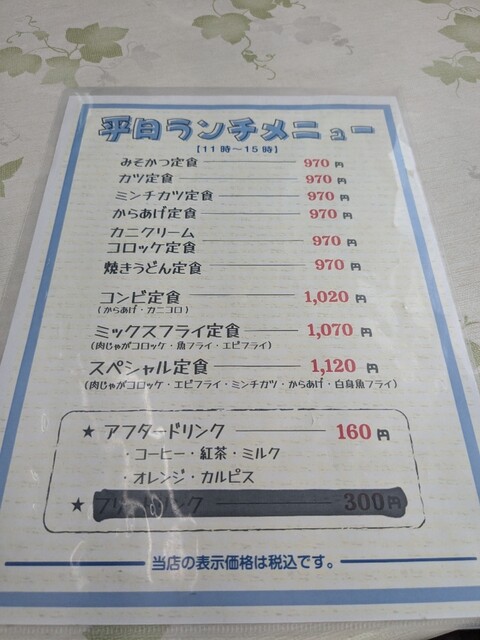 平日ランチメニュー
【11時～15時】
みそかつ定食 970円
カツ定食 970円
ミンチカツ定食 970円
からあげ定食 970円
カニクリーム
コロッケ定食 970円
焼きうどん定食 970円
コンビ定食 1,020円
(からあげ・カニコロ)
ミックスフライ定食 1,070円
(肉じゃがコロッケ・魚フライ・エビフライ)
スペシャル定食 1,120円
(肉じゃがコロッケ・エビフライ・ミンチカツ・からあげ・白身魚フライ)
★ アフタードリンク 160円
・コーヒー・紅茶・ミルク
・オレンジ・カルピス
★ フリードリンク 300円
当店の表示価格は税込です。